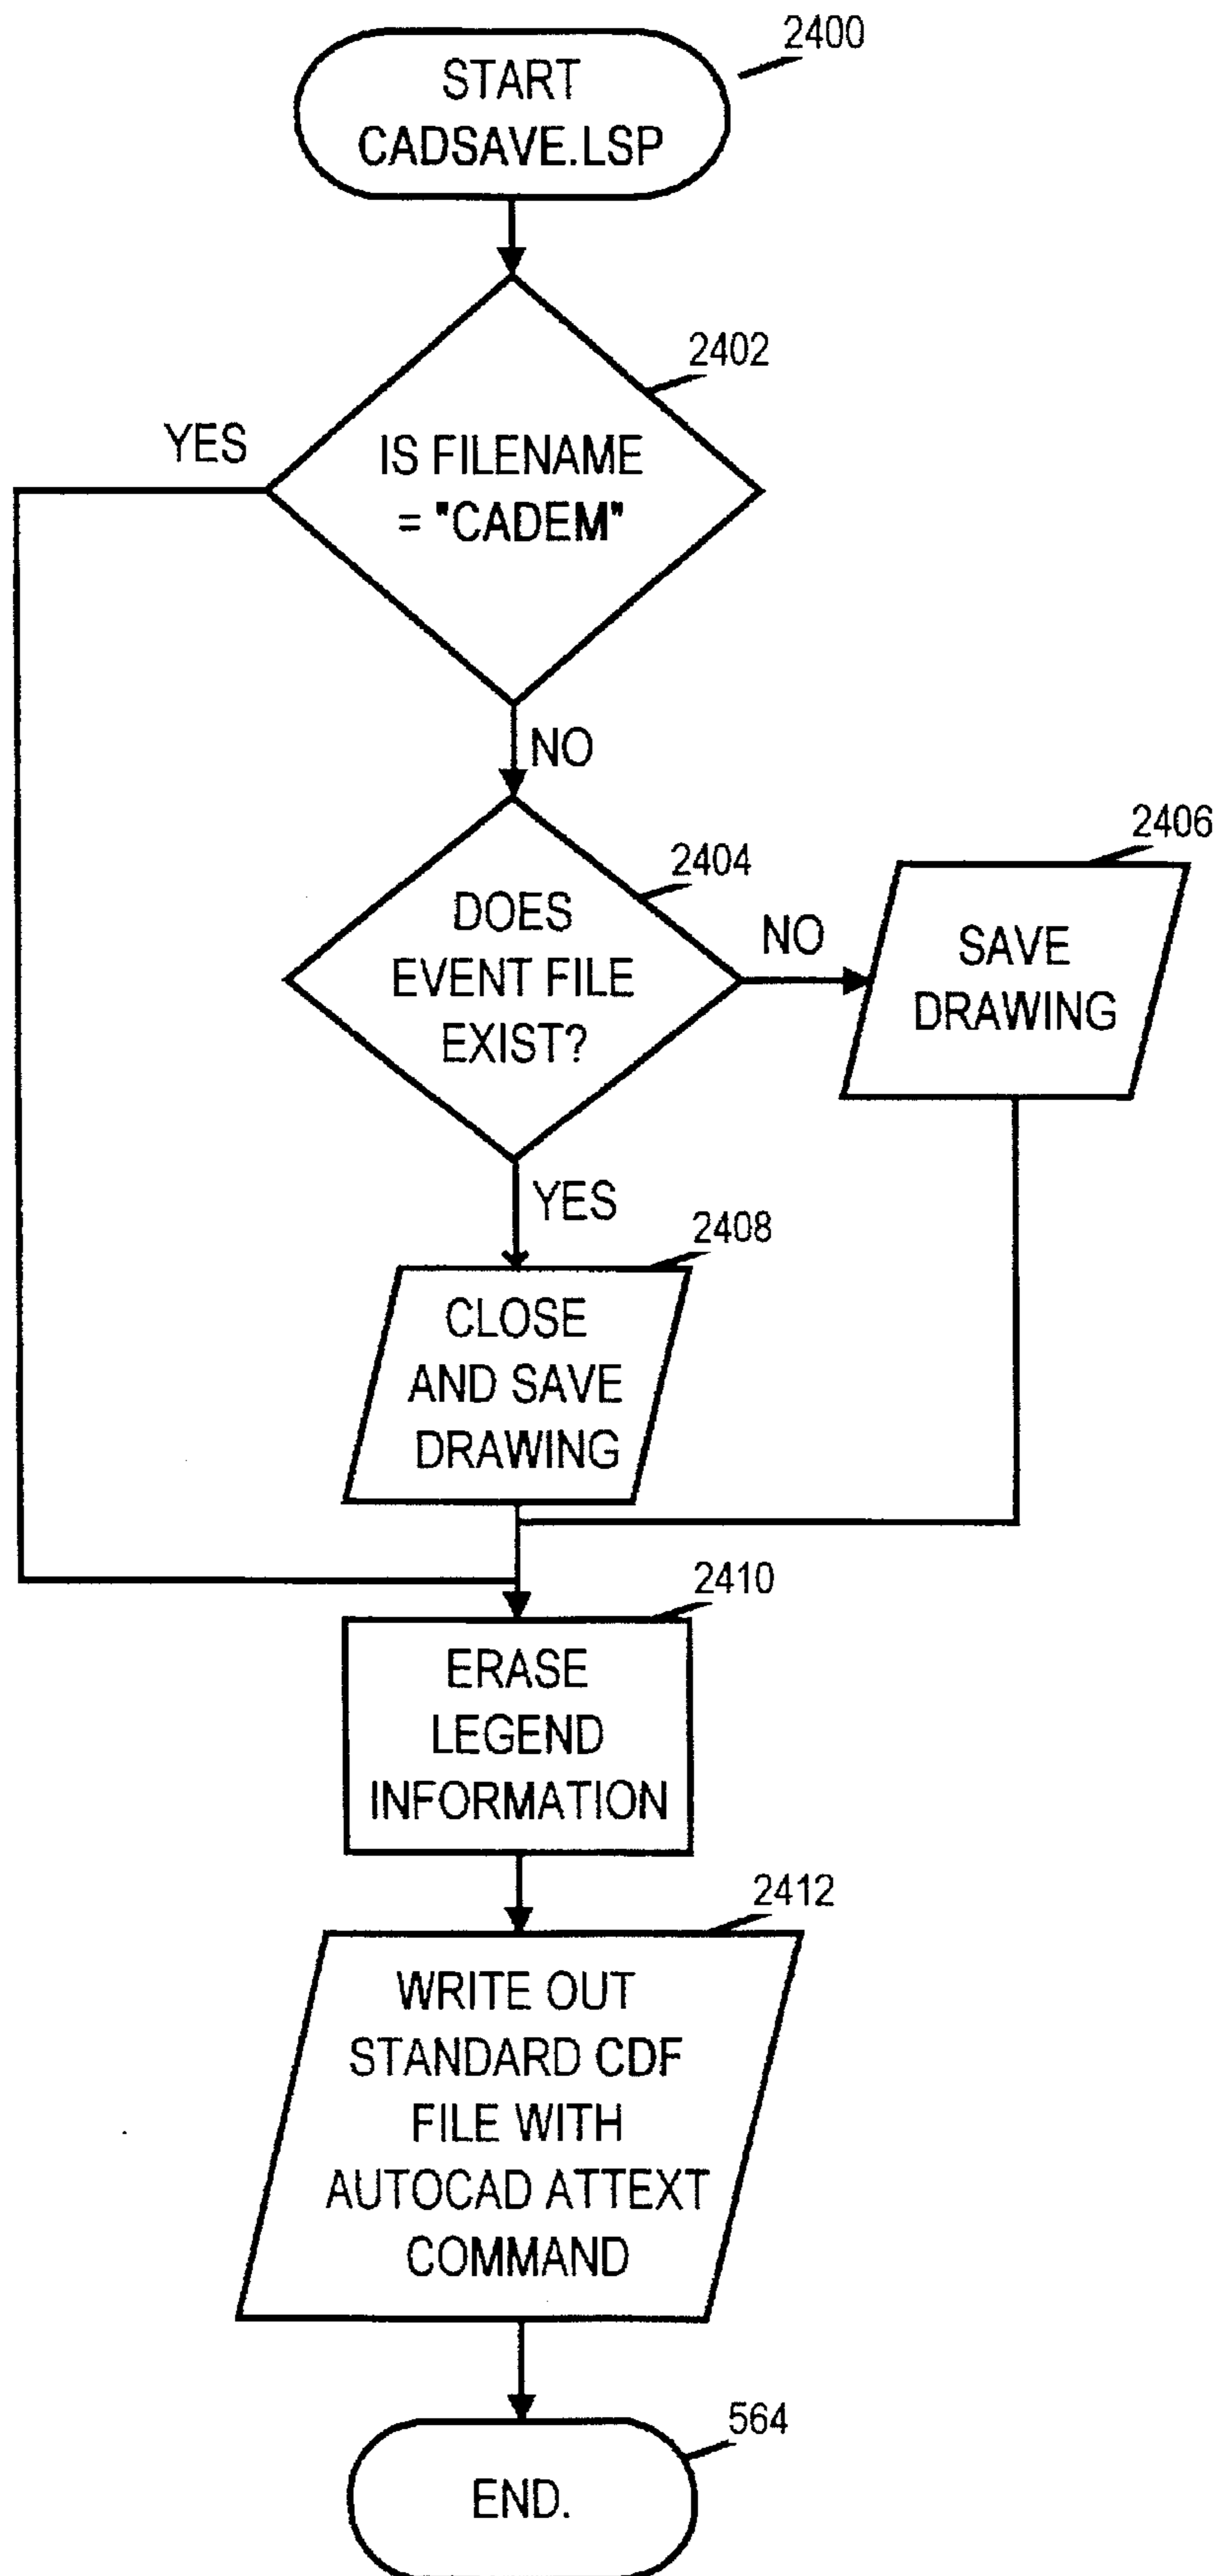 2400
START
CADSAVE.LSP
2402
YES
IS FILENAME
= "CADEM"
NO
2404
DOES
EVENT FILE
EXIST?
NO
2406
SAVE
DRAWING
YES
2408
CLOSE
AND SAVE
DRAWING
2410
ERASE
LEGEND
INFORMATION
2412
WRITE OUT
STANDARD CDF
FILE WITH
AUTOCAD ATTEXT
COMMAND
564
END.